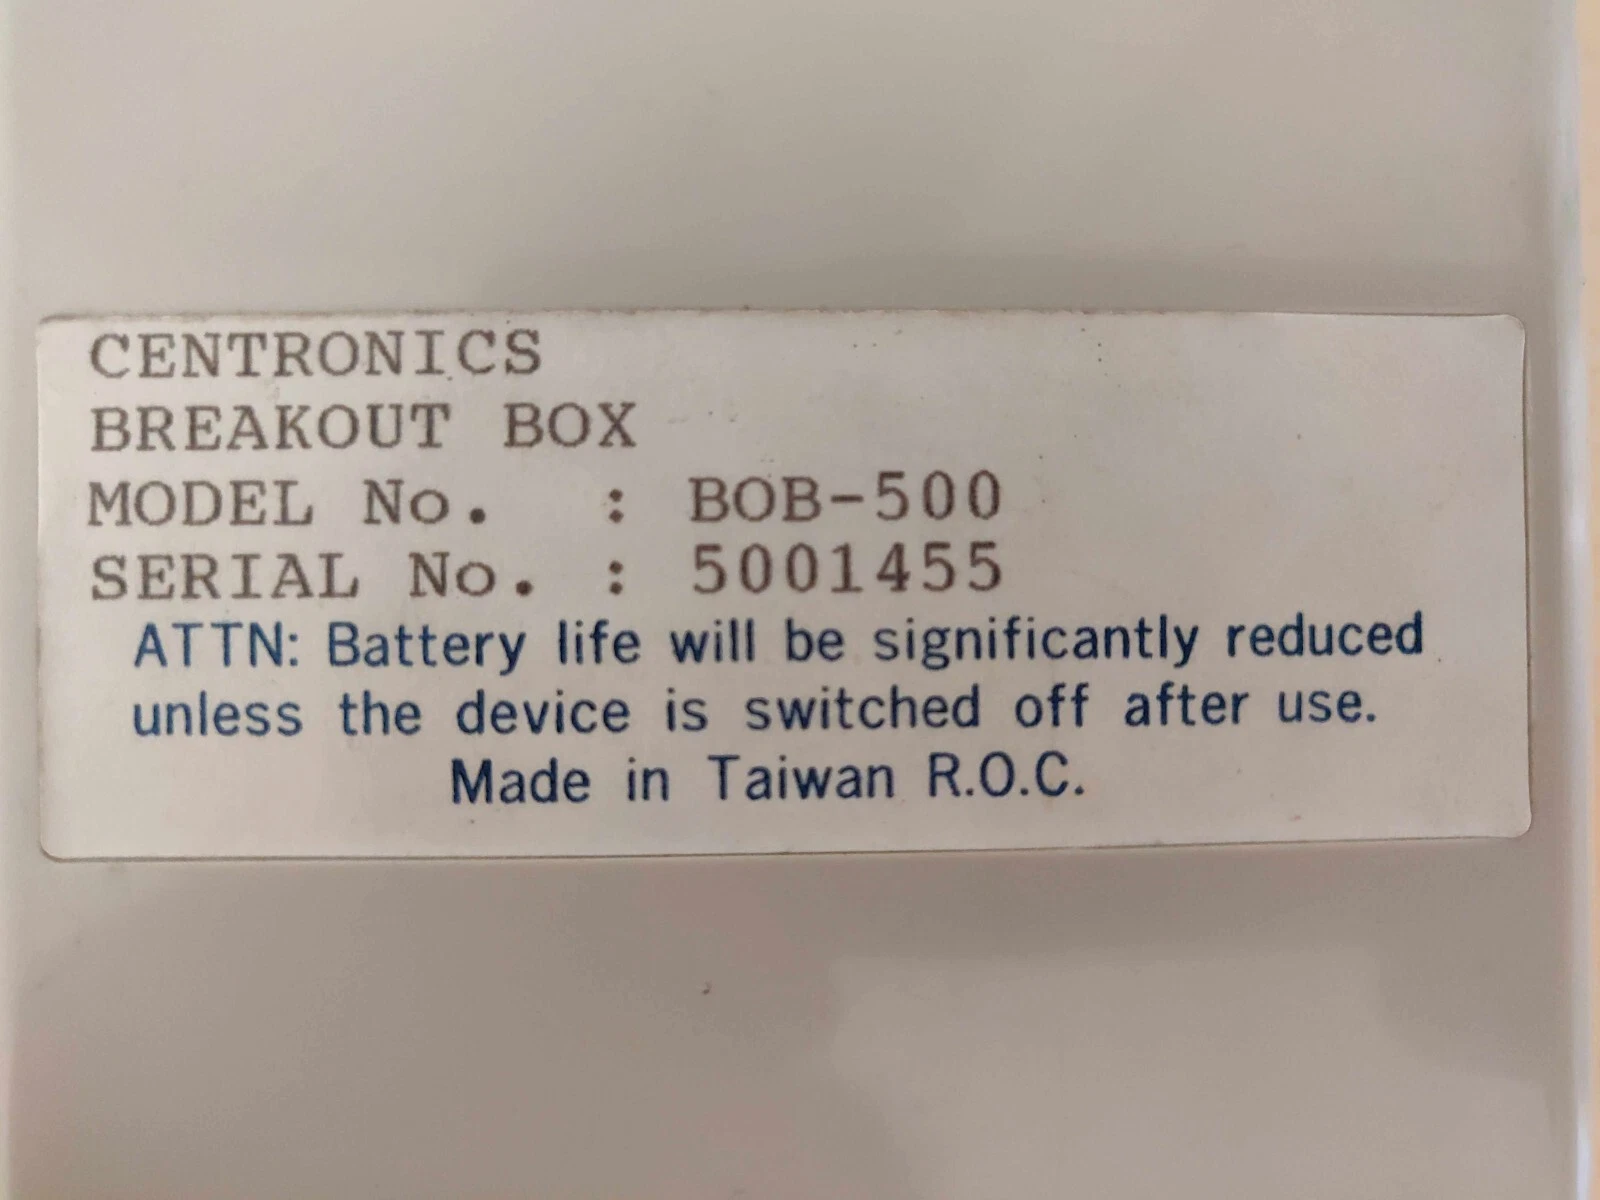 CENTRONICS
BREAKOUT BOX
MODEL No. : BOB-500
SERIAL No. : 5001455
ATTN: Battery life will be significantly reduced
unless the device is switched off after use.
Made in Taiwan R.O.C.